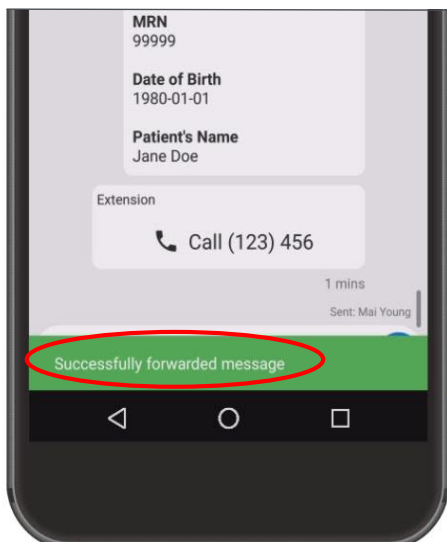 MRN
99999
Date of Birth
1980-01-01
Patient's Name
Jane Doe
Extension
Call (123) 456
1 mins
Sent: Mai Young
Successfully forwarded message